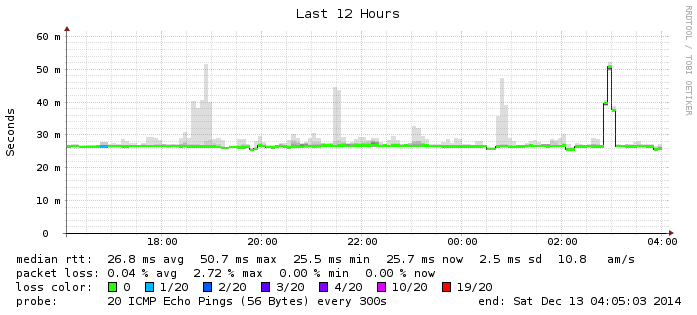 Last 12 Hours
RRDTOOL / TOBI OETIKER
Seconds
60 m
50 m
40 m
30 m
20 m
10 m
0
18:00 20:00 22:00 00:00 02:00 04:00
median rtt: 26.8 ms avg 50.7 ms max 25.5 ms min 25.7 ms now 2.5 ms sd 10.8 am/s
packet loss: 0.04 % avg 2.72 % max 0.00 % min 0.00 % now
loss color: 0 1/20 2/20 3/20 4/20 10/20 19/20
probe: 20 ICMP Echo Pings (56 Bytes) every 300s end: Sat Dec 13 04:05:03 2014